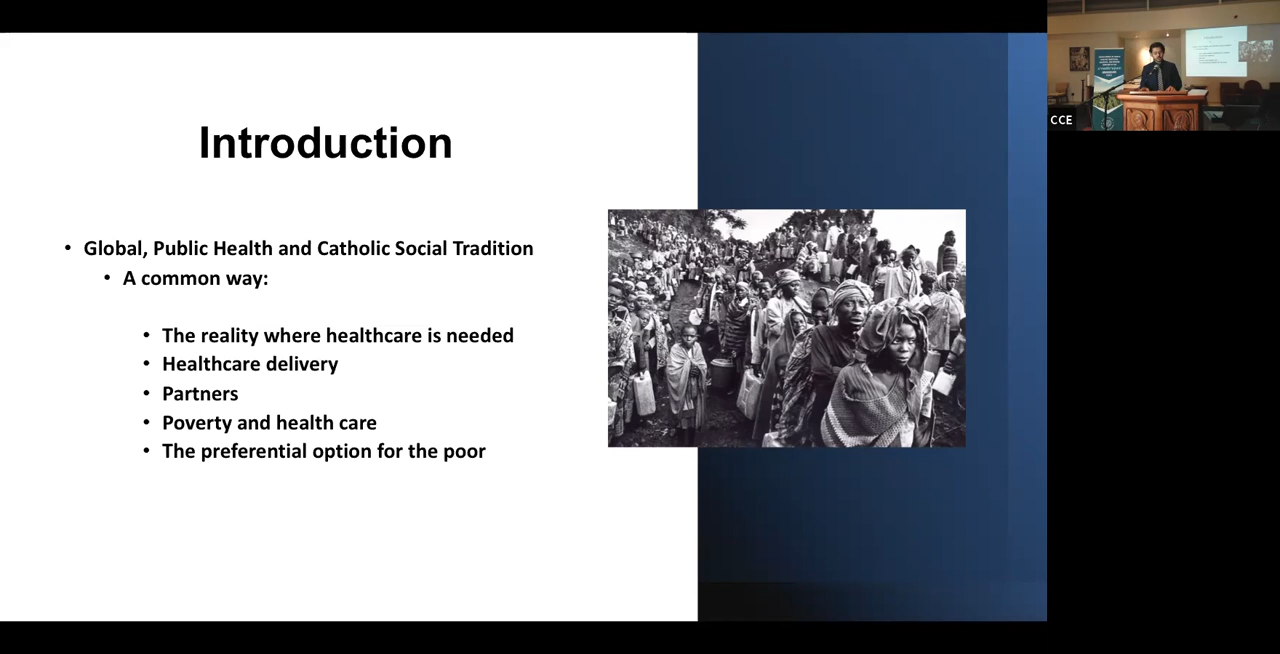 Introduction
• Global, Public Health and Catholic Social Tradition
• A common way:
• The reality where healthcare is needed
• Healthcare delivery
• Partners
• Poverty and health care
• The preferential option for the poor
CCE